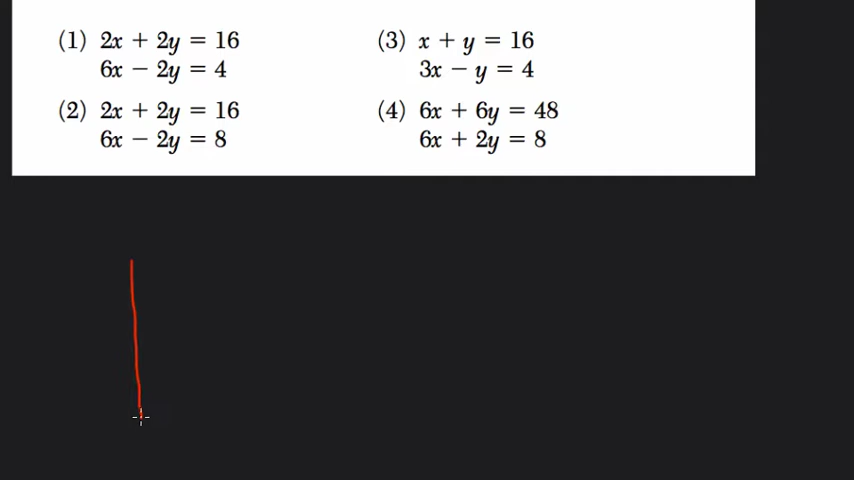 (1) 2x + 2y = 16
6x − 2y = 4
(2) 2x + 2y = 16
6x − 2y = 8
(3) x + y = 16
3x − y = 4
(4) 6x + 6y = 48
6x + 2y = 8